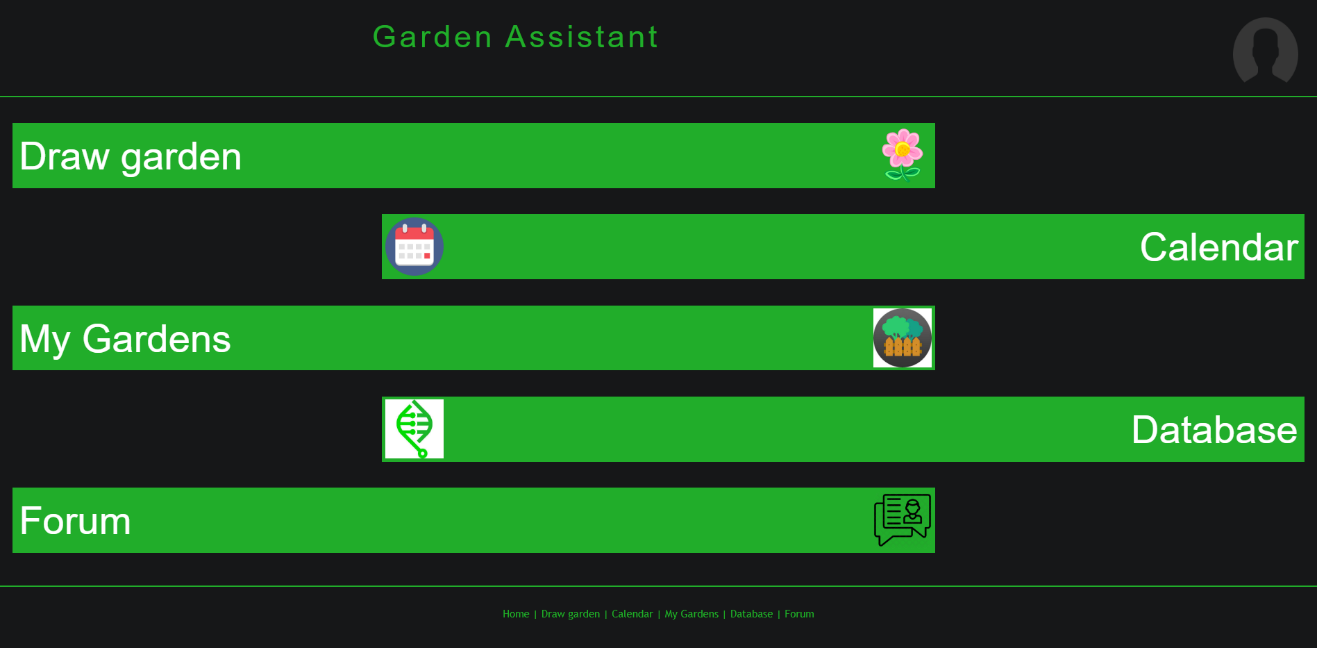 Garden Assistant
Draw garden
Calendar
My Gardens
Database
Forum
Home | Draw garden | Calendar | My Gardens | Database | Forum